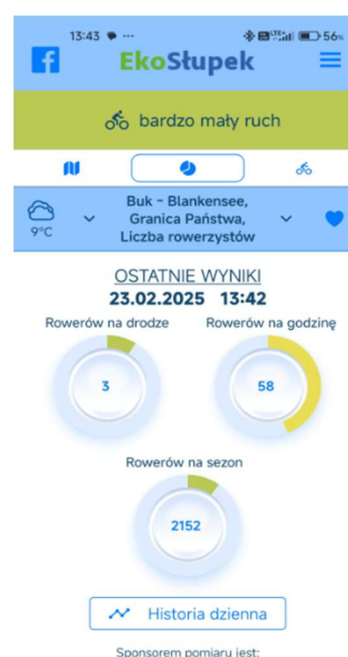 13:43
56%
EkoSłupek
bardzo mały ruch
9°C
Buk - Blankensee,
Granica Państwa,
Liczba rowerzystów
OSTATNIE WYNIKI
23.02.2025 13:42
Rowerów na drodze
Rowerów na godzinę
3
58
Rowerów na sezon
2152
Historia dzienna
Sponsorem pomiaru jest: